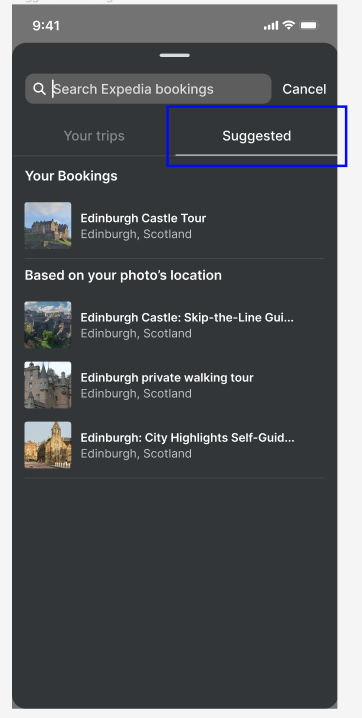 9:41
Search Expedia bookings
Cancel
Your trips
Suggested
Your Bookings
Edinburgh Castle Tour
Edinburgh, Scotland
Based on your photo’s location
Edinburgh Castle: Skip-the-Line Gui...
Edinburgh, Scotland
Edinburgh private walking tour
Edinburgh, Scotland
Edinburgh: City Highlights Self-Guid...
Edinburgh, Scotland